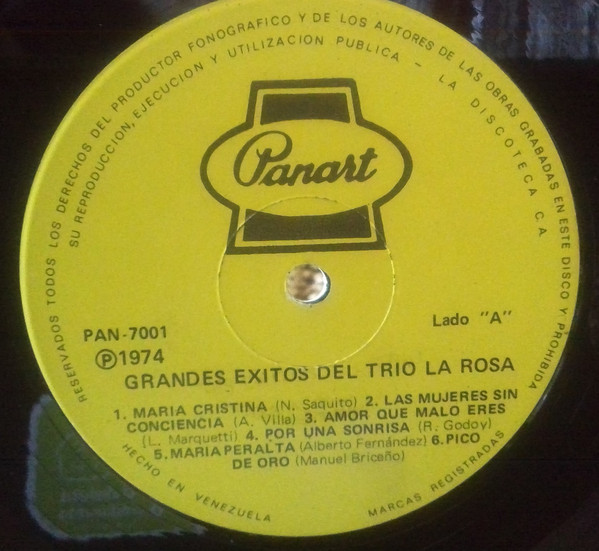 RESERVADOS TODOS LOS DERECHOS DEL PRODUCTOR FONOGRAFICO Y DE LOS AUTORES DE LAS OBRAS GRABADAS EN ESTE DISCO Y PROHIBIDA
SU REPRODUCCION, EJECUCION Y UTILIZACION PUBLICA - LA DISCOTECA C.A.
Panart
PAN-7001
Lado "A"
Ⓟ1974
GRANDES EXITOS DEL TRIO LA ROSA
1. MARIA CRISTINA (N. Saquito) 2. LAS MUJERES SIN
CONCIENCIA (A. Villa) 3. AMOR QUE MALO ERES
(L. Marquetti) 4. POR UNA SONRISA (R. Godoy)
5. MARIA PERALTA (Alberto Fernández) 6. PICO
DE ORO (Manuel Briceño)
HECHO EN VENEZUELA
MARCAS REGISTRADAS